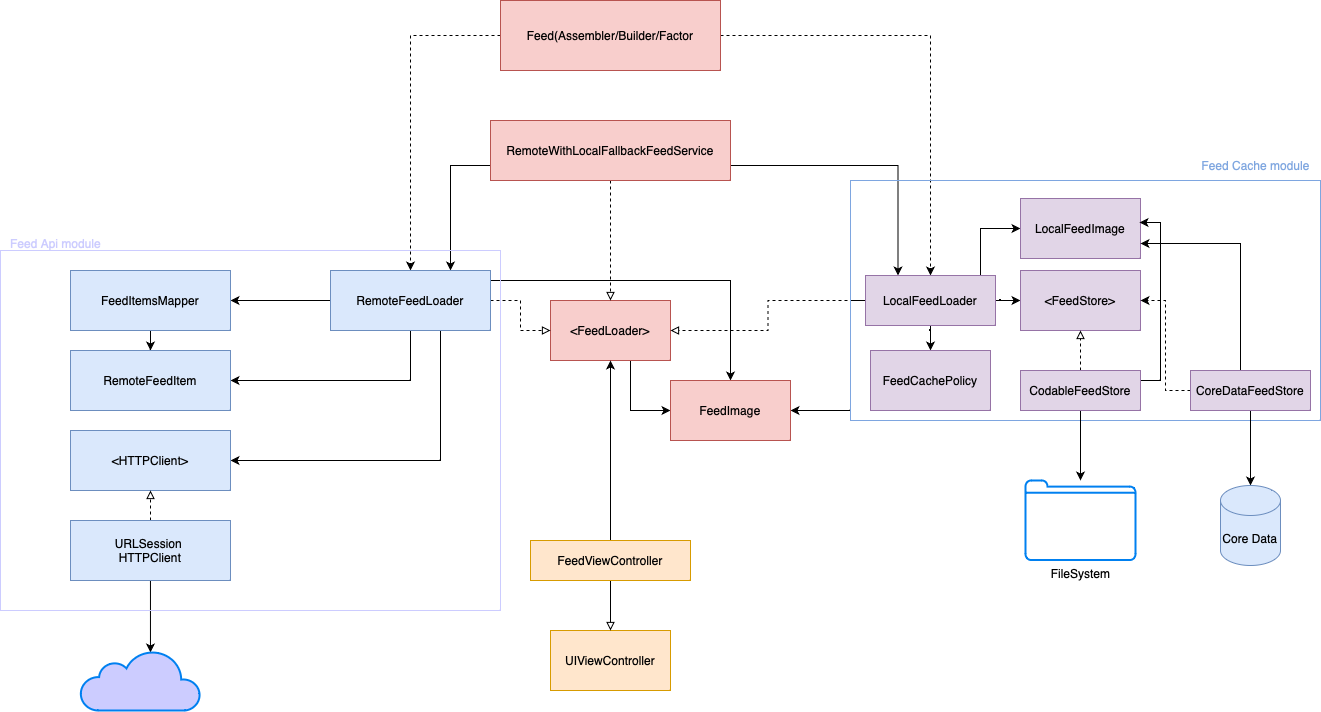 Feed(Assembler/Builder/Factor
RemoteWithLocalFallbackFeedService
Feed Cache module
LocalFeedImage
Feed Api module
FeedItemsMapper
RemoteFeedLoader
LocalFeedLoader
<FeedStore>
<FeedLoader>
RemoteFeedItem
FeedCachePolicy
CodableFeedStore
CoreDataFeedStore
FeedImage
<HTTPClient>
URLSession
HTTPClient
Core Data
FeedViewController
FileSystem
UIViewController